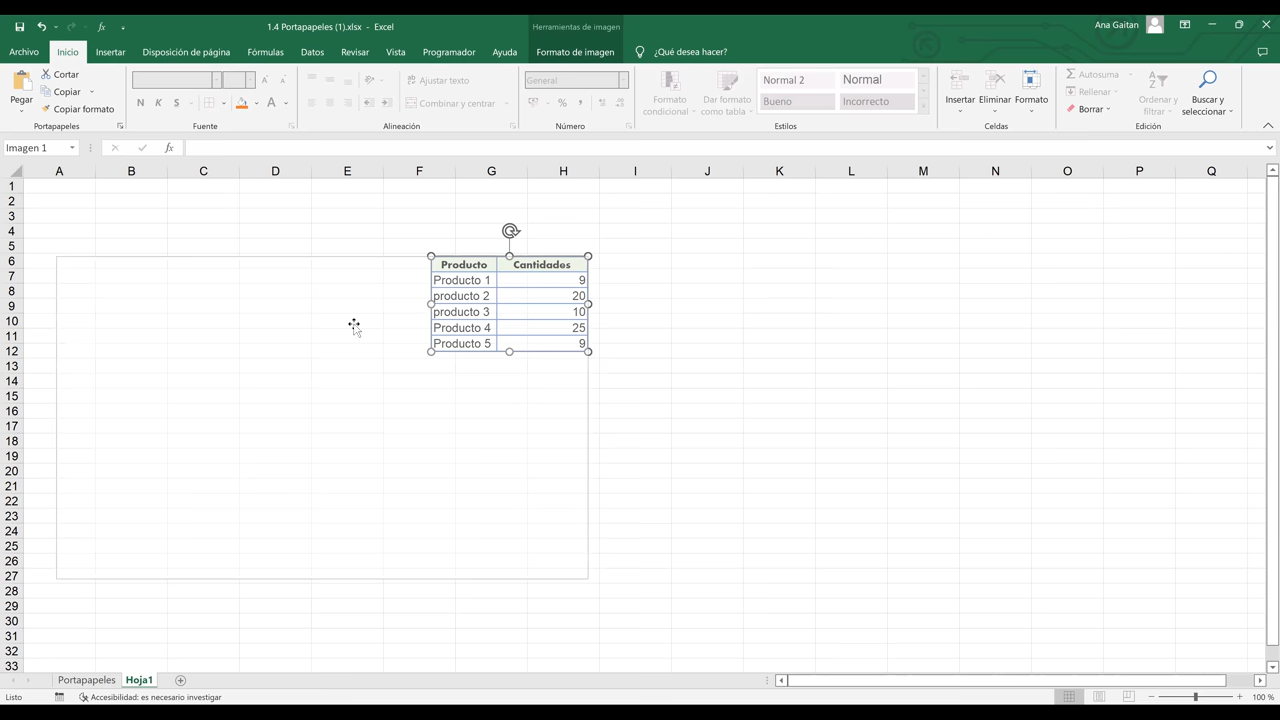 1.4 Portapapeles (1).xlsx - Excel
Herramientas de imagen
Ana Gaitan
Archivo Inicio Insertar Disposición de página Fórmulas Datos Revisar Vista Programador Ayuda Formato de imagen ¿Qué desea hacer?
Pegar
Cortar
Copiar
Copiar formato
Portapapeles
N K S
A A
A
Fuente
Ajustar texto
Combinar y centrar
Alineación
General
%
Número
Formato condicional
Dar formato como tabla
Normal 2 Normal
Bueno Incorrecto
Estilos
Insertar Eliminar Formato
Celdas
Autosuma
Rellenar
Borrar
Ordenar y filtrar
Buscar y seleccionar
Edición
Imagen 1 fx
A B C D E F G H I J K L M N O P Q
1
2
3
4
5
6
7
8
9
10
11
12
13
14
15
16
17
18
19
20
21
22
23
24
25
26
27
28
29
30
31
32
33
Producto Cantidades
Producto 1 9
producto 2 20
producto 3 10
Producto 4 25
Producto 5 9
Portapapeles Hoja1
Listo Accesibilidad: es necesario investigar 100 %